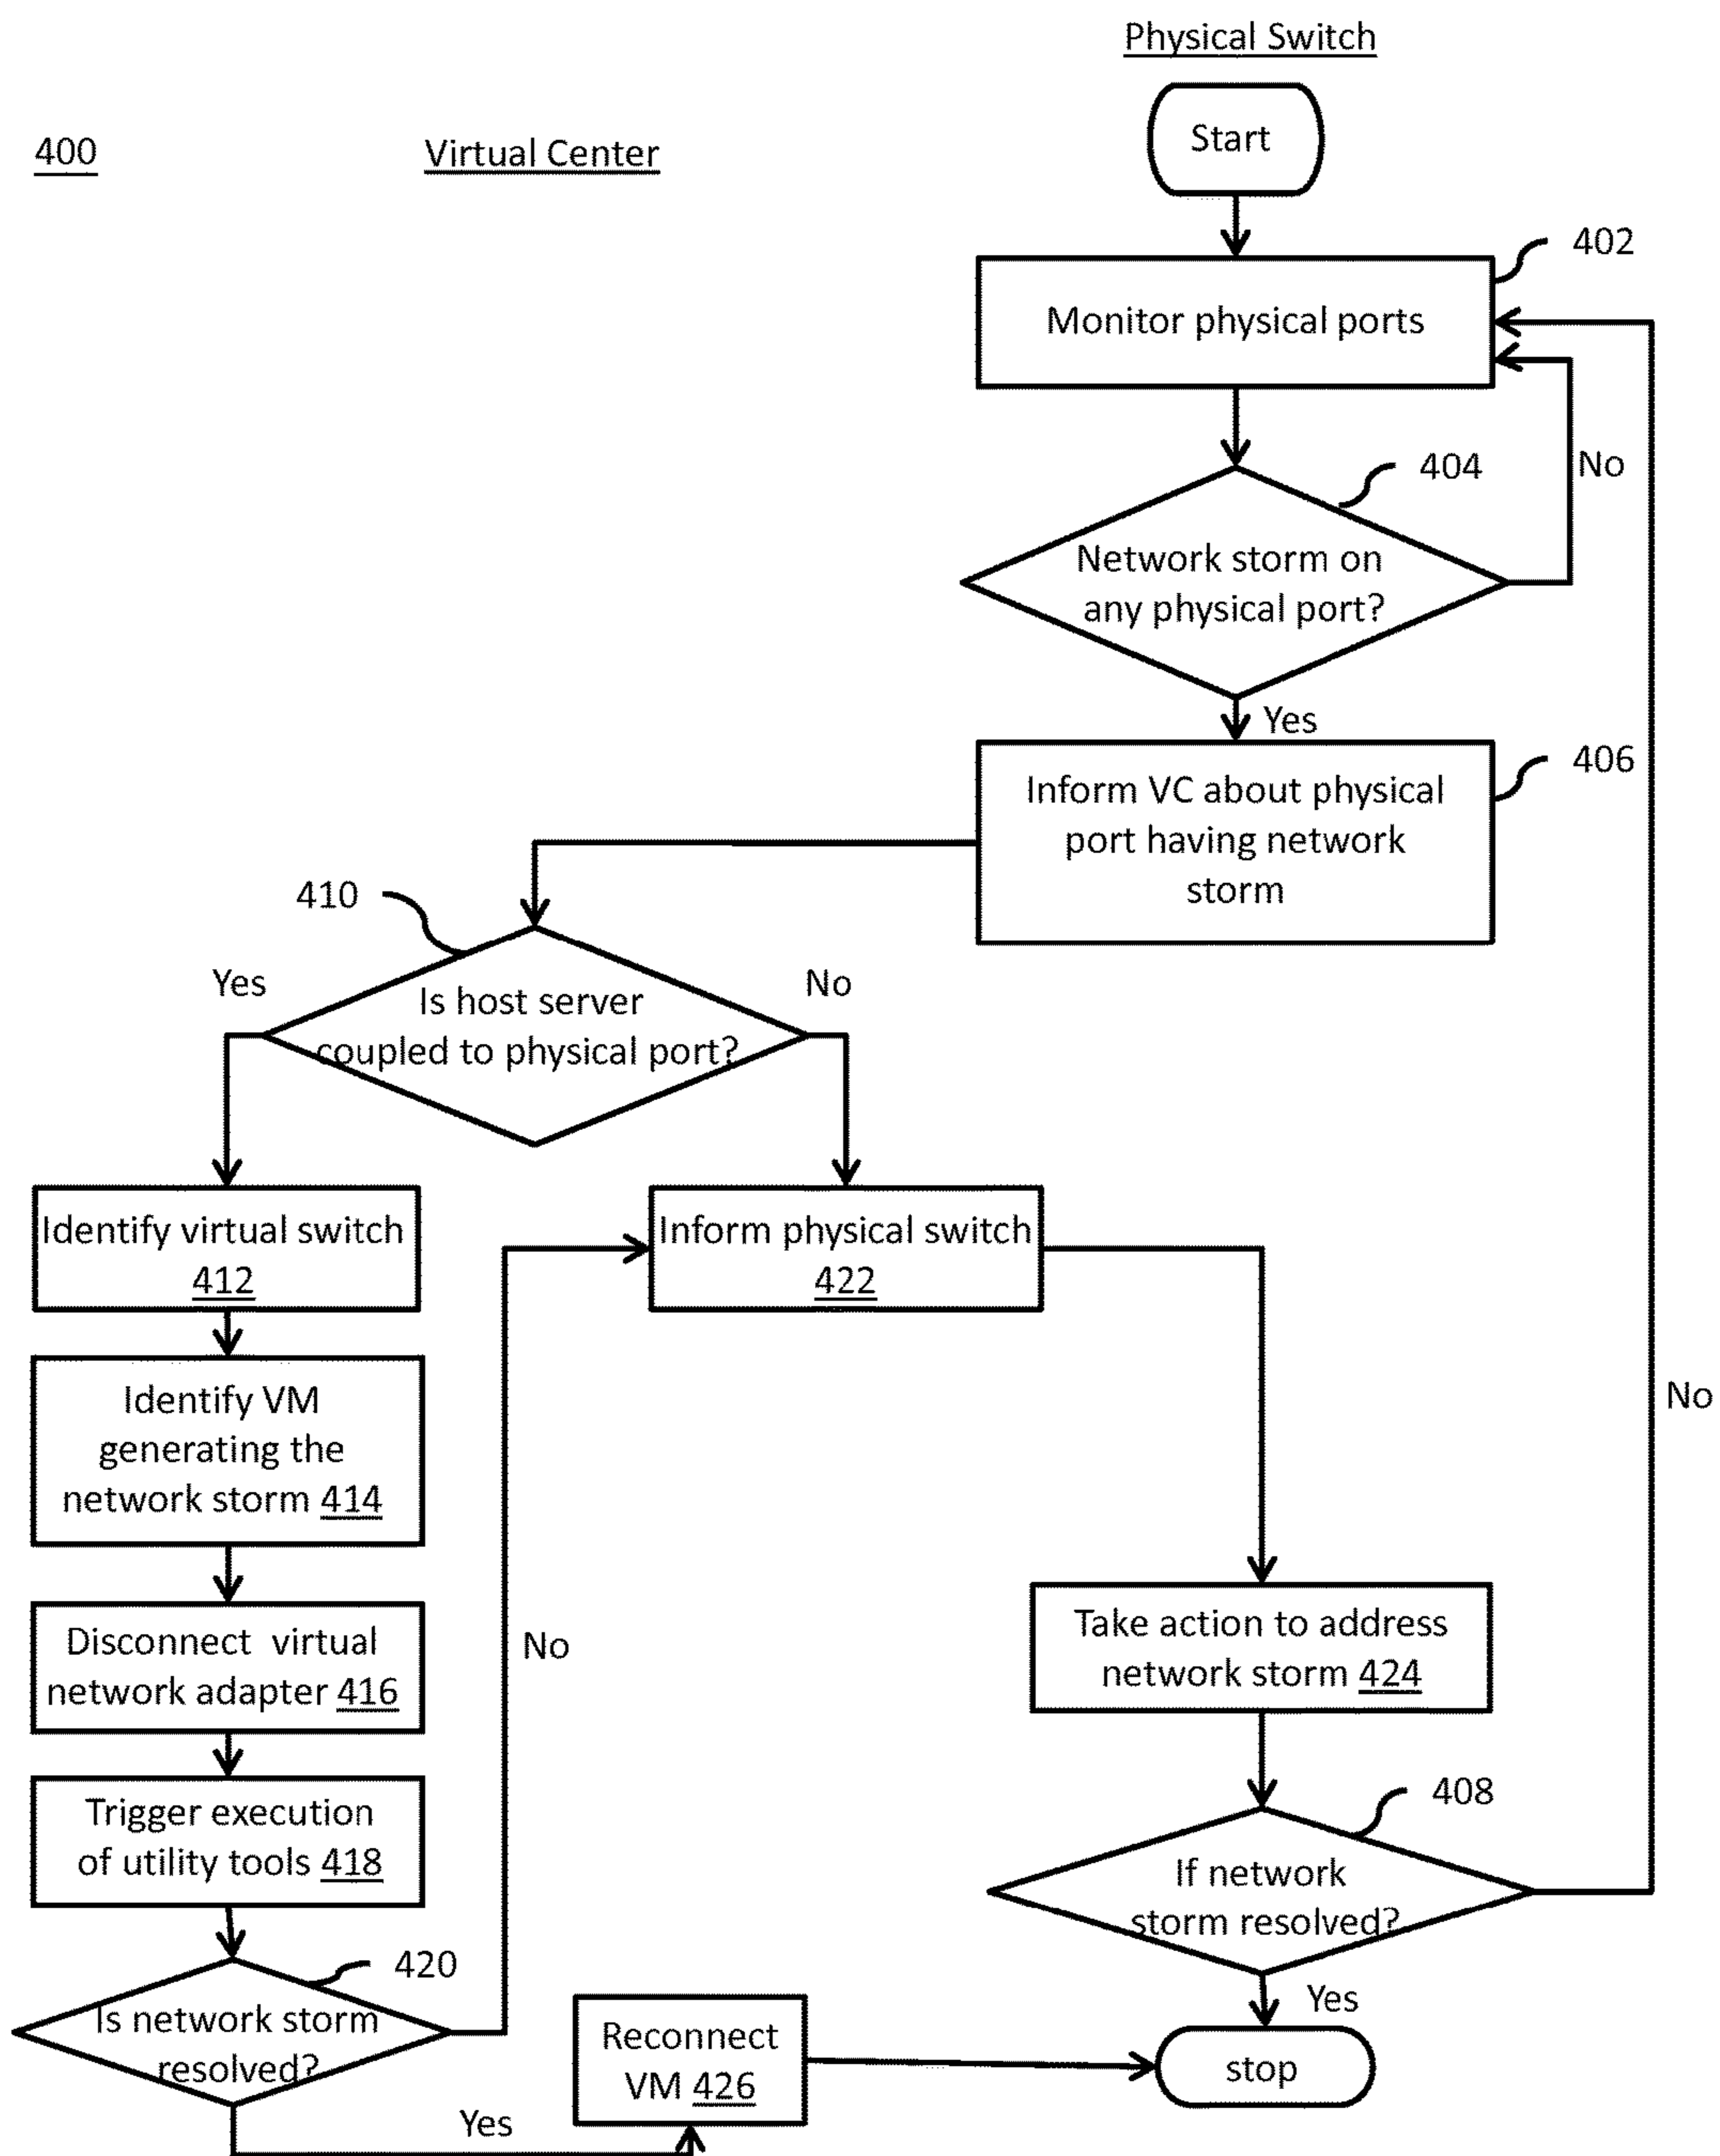 Physical Switch
400
Virtual Center
Start
402
Monitor physical ports
404
No
Network storm on
any physical port?
Yes
406
Inform VC about physical
port having network
storm
410
Yes
No
Is host server
coupled to physical port?
Identify virtual switch
412
Inform physical switch
422
Identify VM
generating the
network storm 414
No
Disconnect virtual
network adapter 416
No
Take action to address
network storm 424
Trigger execution
of utility tools 418
408
If network
storm resolved?
420
Is network storm
resolved?
Yes
Reconnect
VM 426
stop
Yes